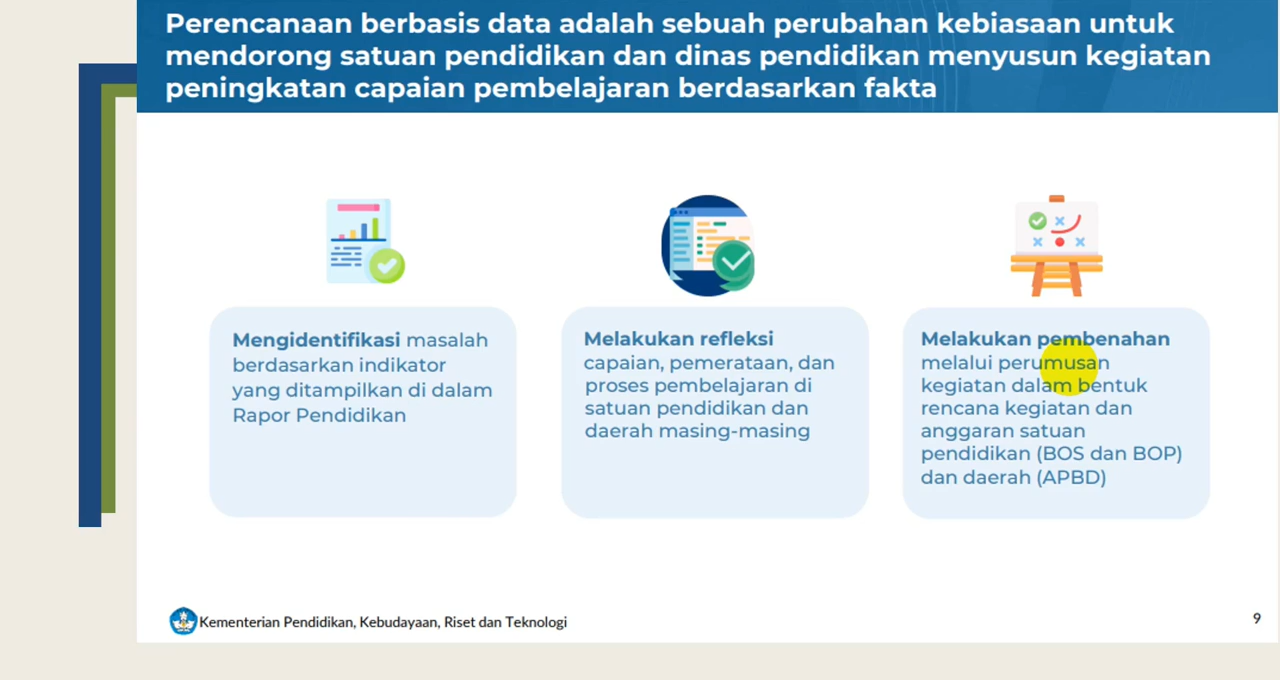 Perencanaan berbasis data adalah sebuah perubahan kebiasaan untuk
mendorong satuan pendidikan dan dinas pendidikan menyusun kegiatan
peningkatan capaian pembelajaran berdasarkan fakta
Mengidentifikasi masalah
berdasarkan indikator
yang ditampilkan di dalam
Rapor Pendidikan
Melakukan refleksi
capaian, pemerataan, dan
proses pembelajaran di
satuan pendidikan dan
daerah masing-masing
Melakukan pembenahan
melalui perumusan
kegiatan dalam bentuk
rencana kegiatan dan
anggaran satuan
pendidikan (BOS dan BOP)
dan daerah (APBD)
Kementerian Pendidikan, Kebudayaan, Riset dan Teknologi
9